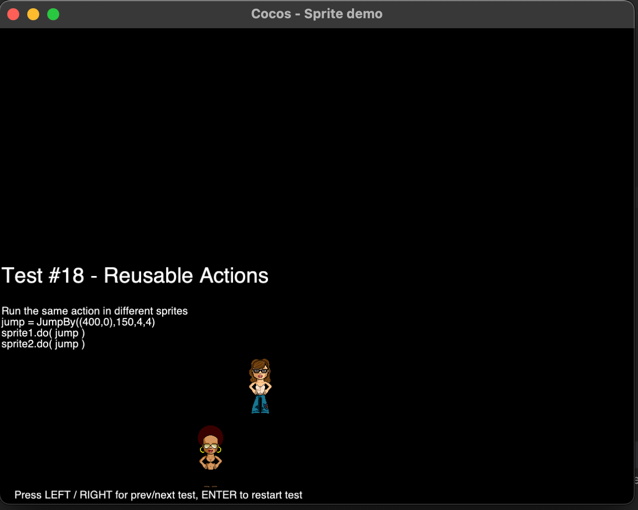 Cocos - Sprite demo
Test #18 - Reusable Actions
Run the same action in different sprites
jump = JumpBy((400,0),150,4,4)
sprite1.do( jump )
sprite2.do( jump )
Press LEFT / RIGHT for prev/next test, ENTER to restart test